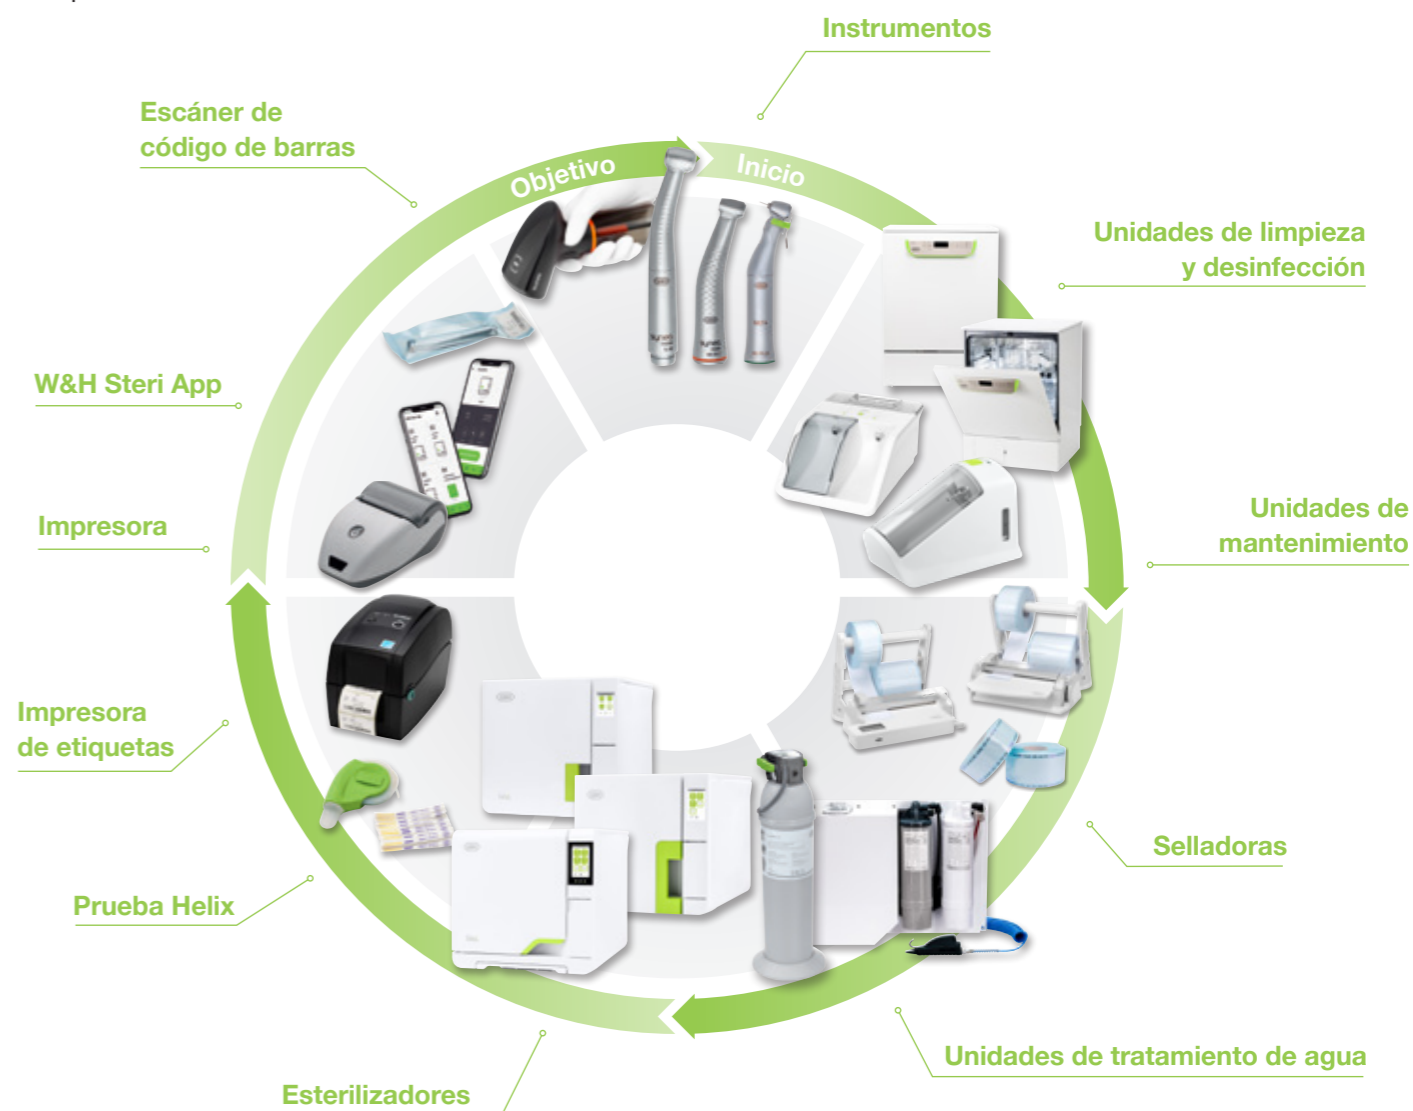 Instrumentos
Escáner de
código de barras
Objetivo
Inicio
Unidades de limpieza
y desinfección
W&H Steri App
Impresora
Unidades de
mantenimiento
Impresora
de etiquetas
Selladoras
Prueba Helix
Unidades de tratamiento de agua
Esterilizadores